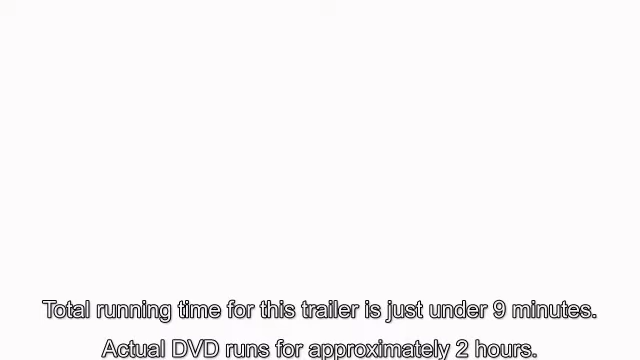 Total running time for this trailer is just under 9 minutes.
Actual DVD runs for approximately 2 hours.